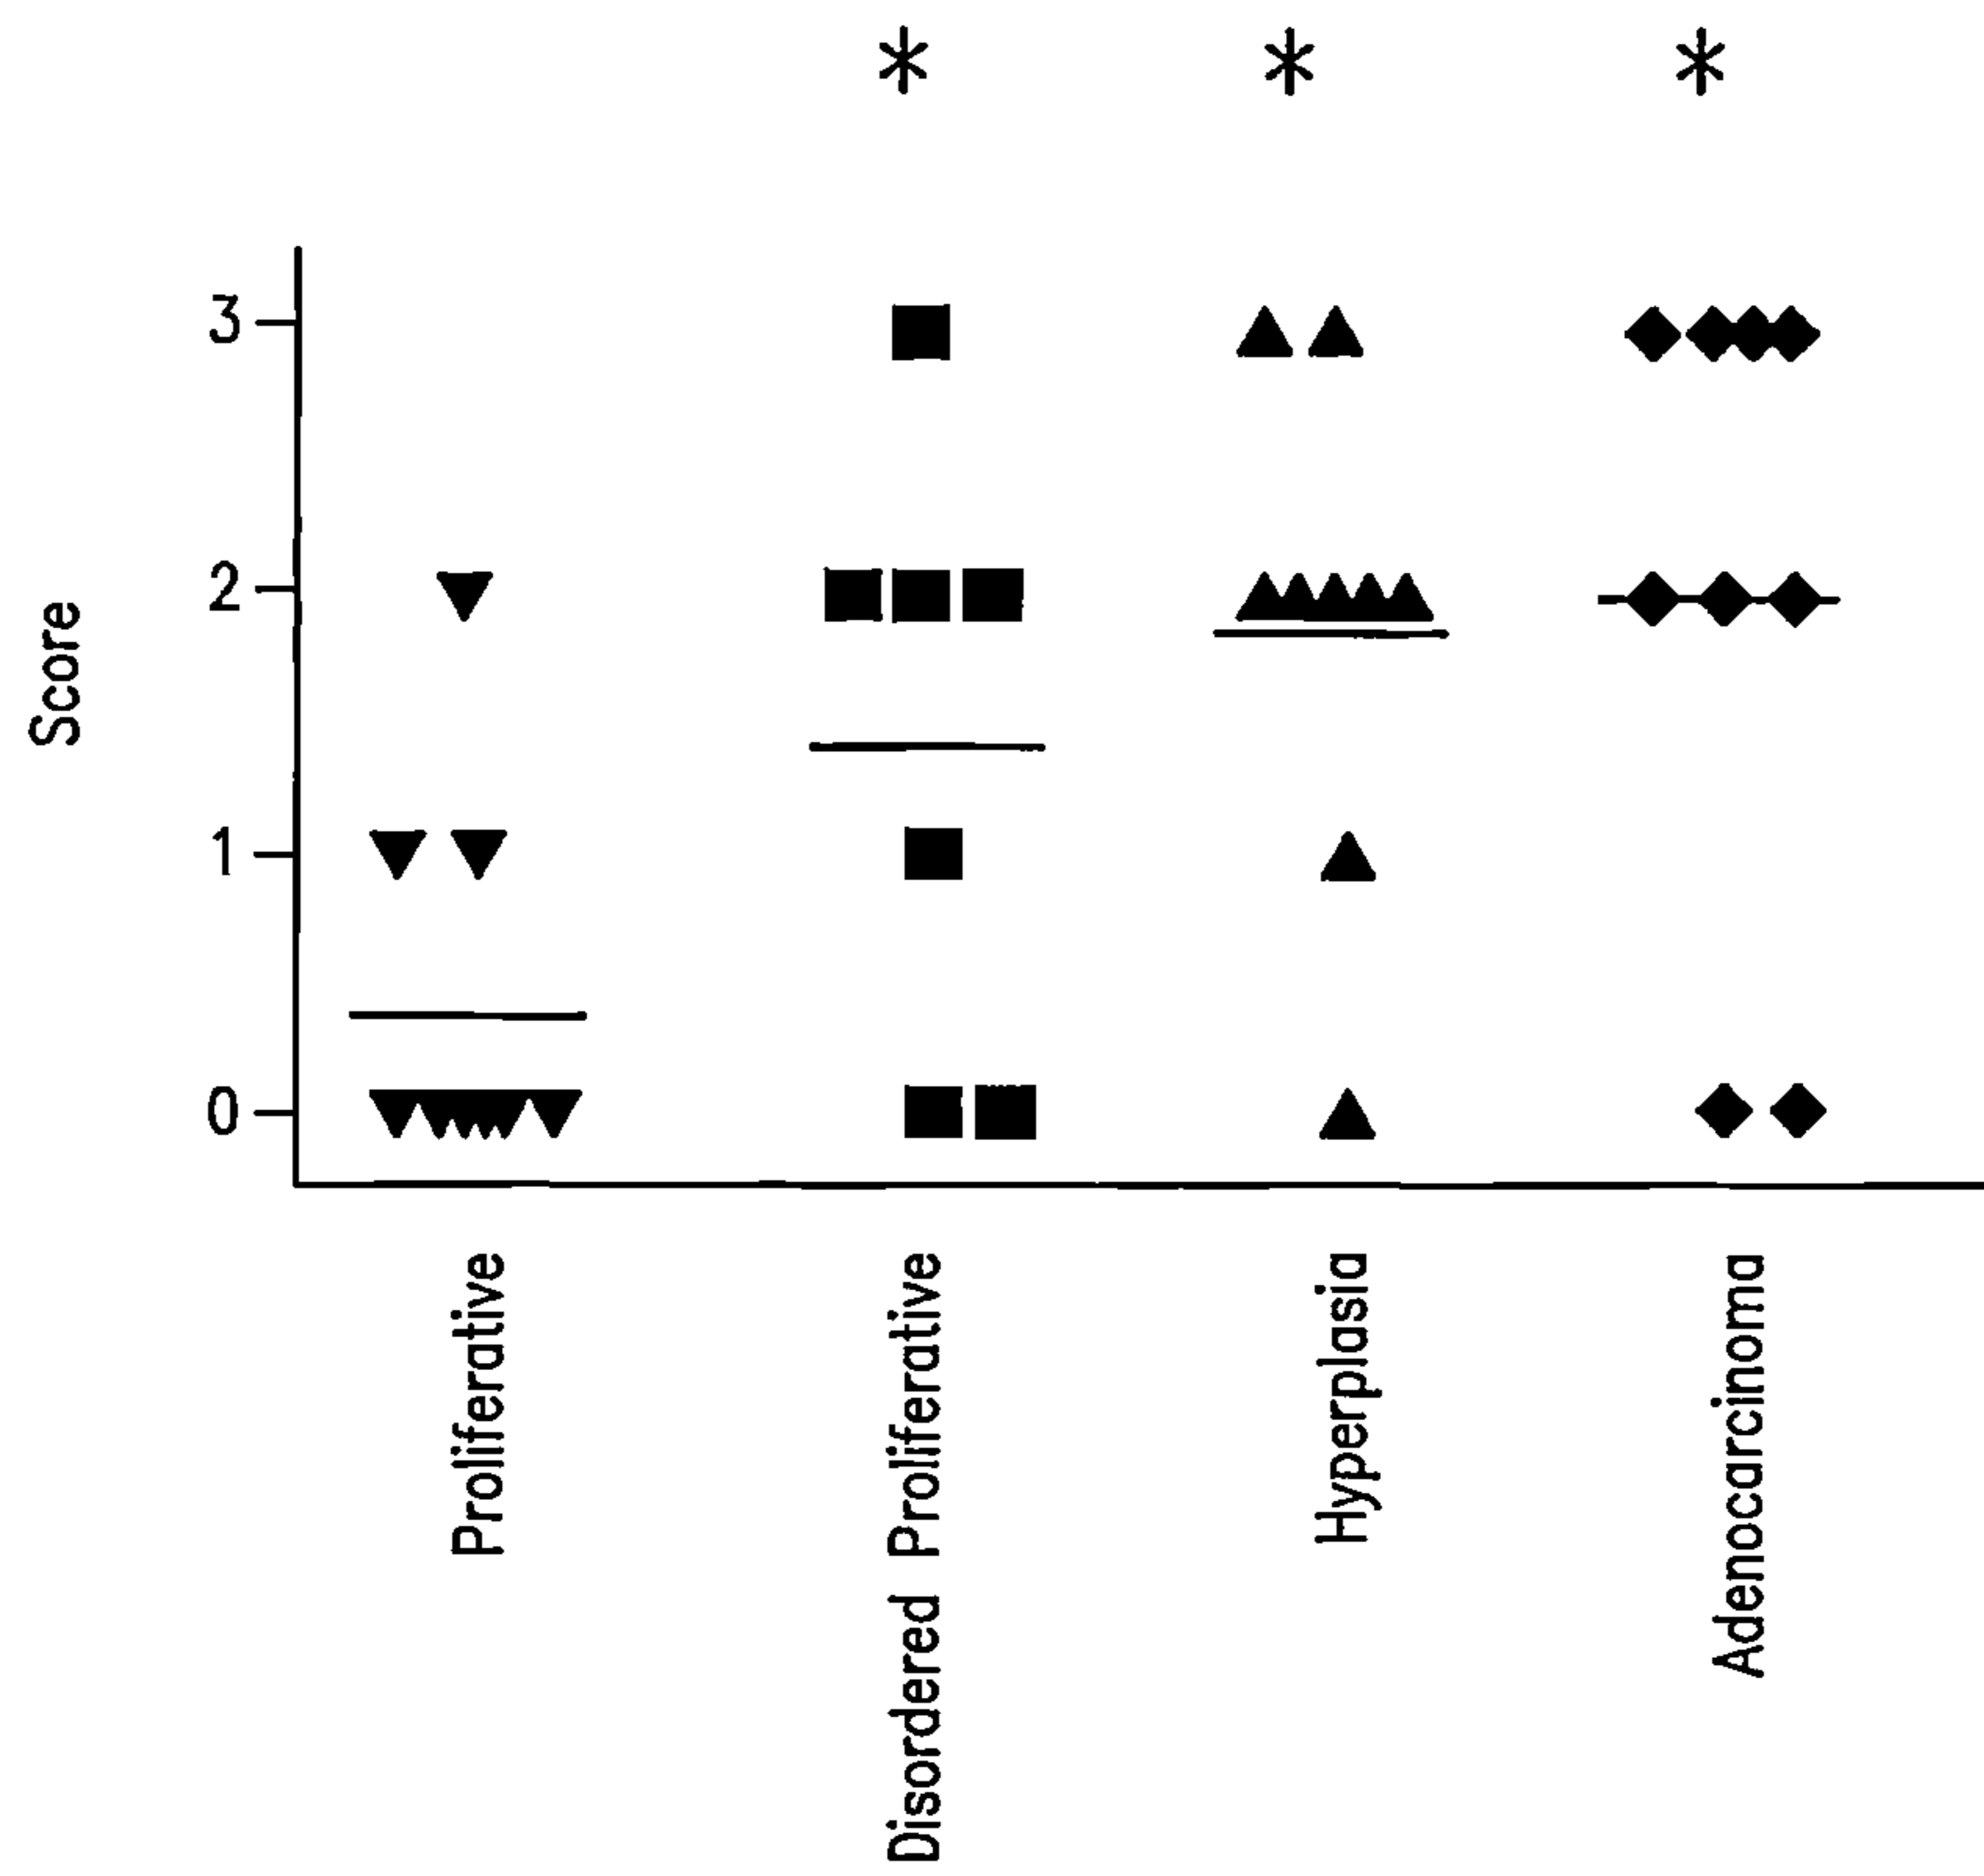 * * *
3
2
1
0
Score
Proliferative
Disordered Proliferative
Hyperplasia
Adenocarcinoma